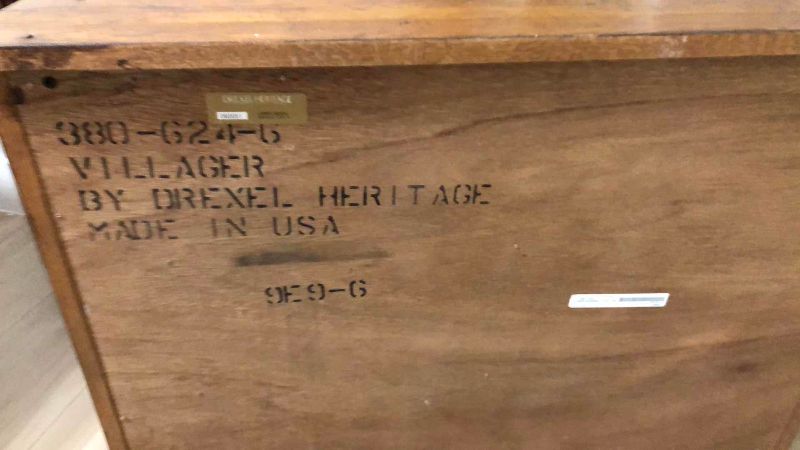 380-624-6
VILLAGER
BY DREXEL HERITAGE
MADE IN USA
9E9-6